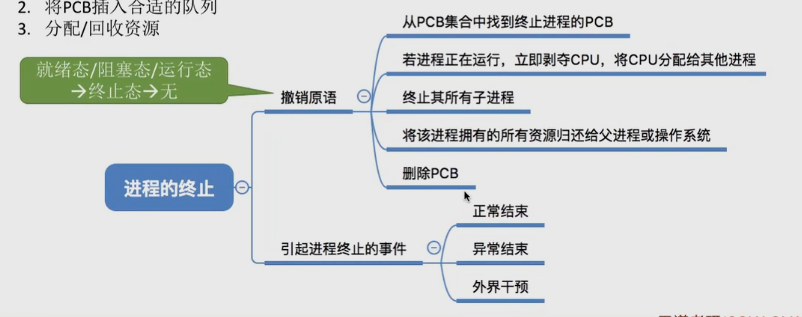 2. 将PCB插入合适的队列
3. 分配/回收资源
就绪态/阻塞态/运行态
→终止态→无
进程的终止
撤销原语
从PCB集合中找到终止进程的PCB
若进程正在运行，立即剥夺CPU，将CPU分配给其他进程
终止其所有子进程
将该进程拥有的所有资源归还给父进程或操作系统
删除PCB
引起进程终止的事件
正常结束
异常结束
外界干预